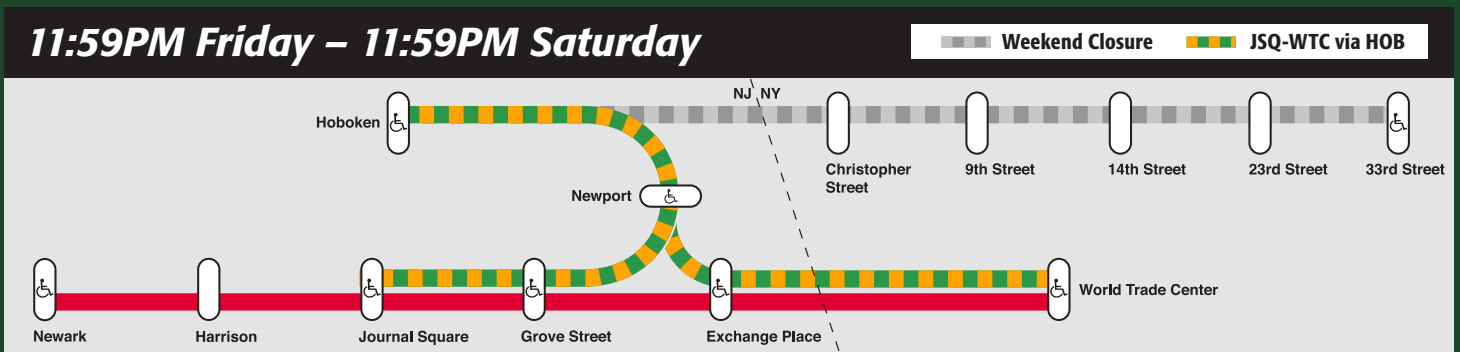 11:59PM Friday – 11:59PM Saturday
Weekend Closure
JSQ-WTC via HOB
NJ NY
Hoboken
Christopher
Street
9th Street
14th Street
23rd Street
33rd Street
Newport
World Trade Center
Newark
Harrison
Journal Square
Grove Street
Exchange Place